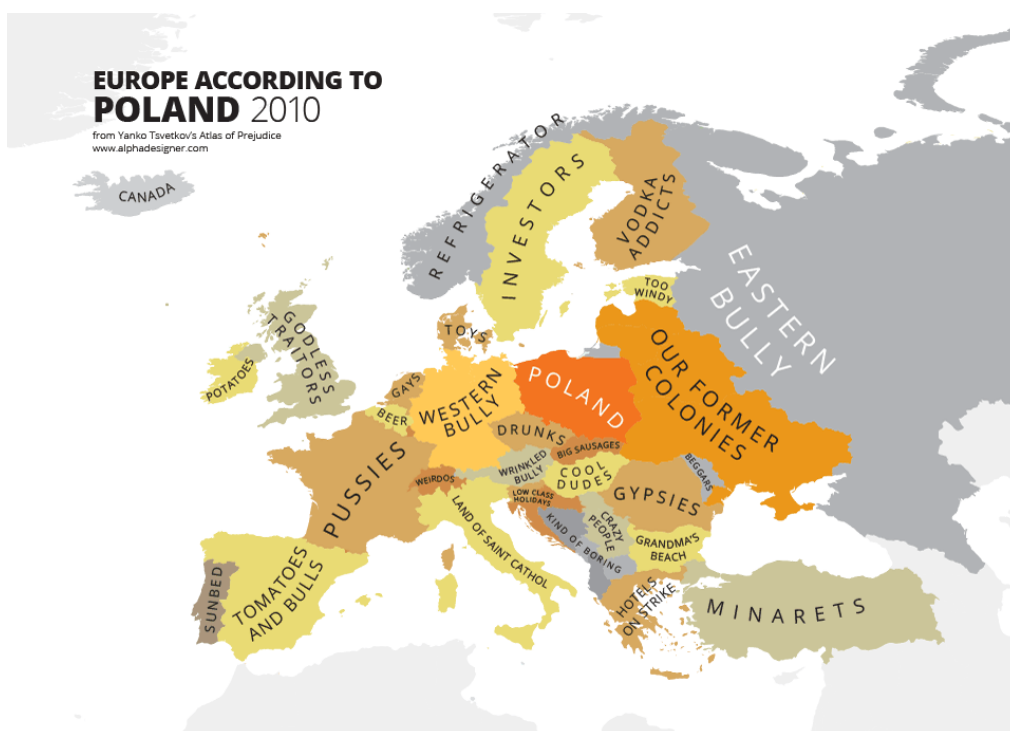 EUROPE ACCORDING TO
POLAND 2010
from Yanko Tsvetkov's Atlas of Prejudice
www.alphadesigner.com
CANADA
REFRIGERATOR
INVESTORS
VODKA
ADDICTS
EASTERN
BULLY
TOO
WINDY
GODLESS
TRAITORS
POTATOES
TOYS
GAYS
BEER
WESTERN
BULLY
POLAND
OUR FORMER
COLONIES
DRUNKS
BIG SAUSAGES
PUSSIES
WEIRDOS
WRINKLED
BULLY
COOL
DUDES
BEGGARS
GYPSIES
LOW CLASS
HOLIDAYS
LAND OF SAINT CATHOL
KIND OF BORING
CRAZY
PEOPLE
GRANDMA'S
BEACH
SUNBED
TOMATOES
AND BULLS
HOTELS
ON STRIKE
MINARETS